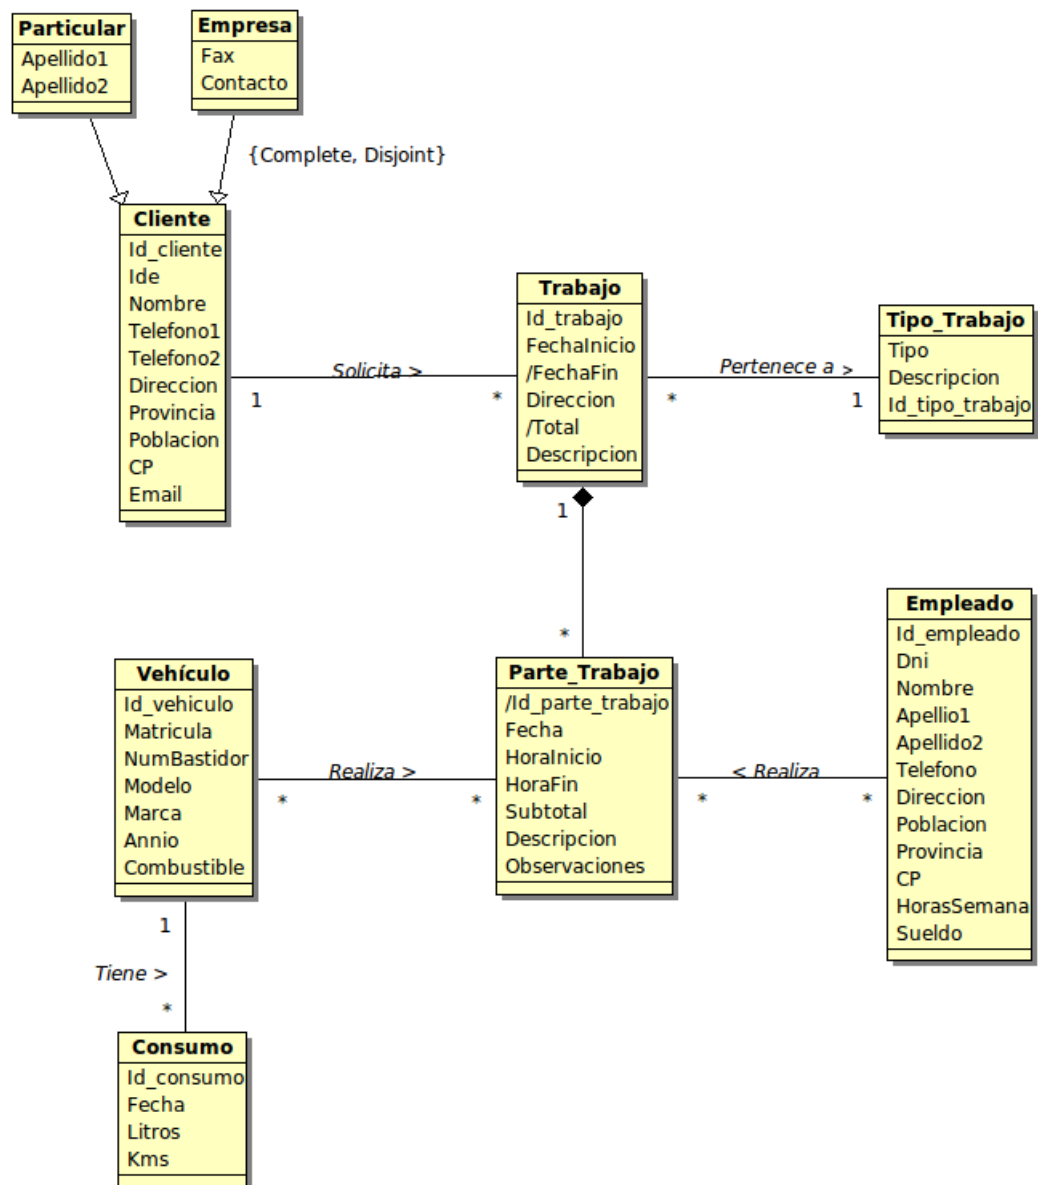 Particular
Apellido1
Apellido2
Empresa
Fax
Contacto
{Complete, Disjoint}
Cliente
Id_cliente
Ide
Nombre
Telefono1
Telefono2
Direccion
Provincia
Poblacion
CP
Email
Solicita >
1
*
Trabajo
Id_trabajo
FechaInicio
/FechaFin
Direccion
/Total
Descripcion
Pertenece a >
*
1
Tipo_Trabajo
Tipo
Descripcion
Id_tipo_trabajo
1
*
Vehículo
Id_vehiculo
Matricula
NumBastidor
Modelo
Marca
Annio
Combustible
Realiza >
*
*
Parte_Trabajo
/Id_parte_trabajo
Fecha
HoraInicio
HoraFin
Subtotal
Descripcion
Observaciones
< Realiza
*
*
Empleado
Id_empleado
Dni
Nombre
Apellio1
Apellido2
Telefono
Direccion
Poblacion
Provincia
CP
HorasSemana
Sueldo
1
Tiene >
*
Consumo
Id_consumo
Fecha
Litros
Kms